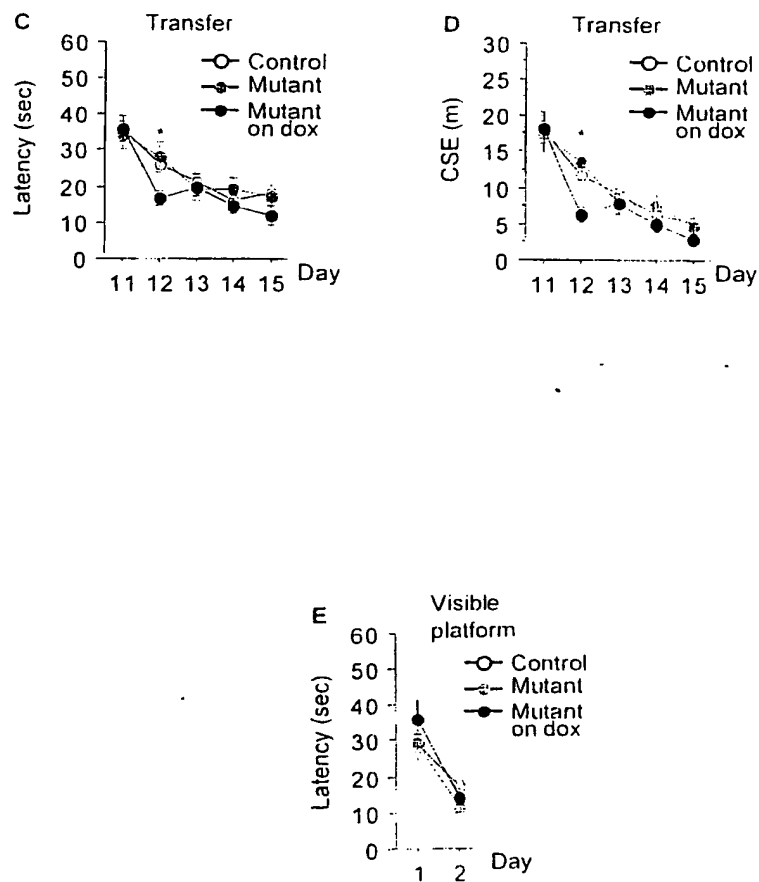 C Transfer
60
50
40
30
20
10
0
Latency (sec)
Control
Mutant
Mutant
on dox
*
11 12 13 14 15 Day
D Transfer
30
25
20
15
10
5
0
CSE (m)
Control
Mutant
Mutant
on dox
*
11 12 13 14 15 Day
E Visible
platform
60
50
40
30
20
10
0
Latency (sec)
Control
Mutant
Mutant
on dox
1 2 Day